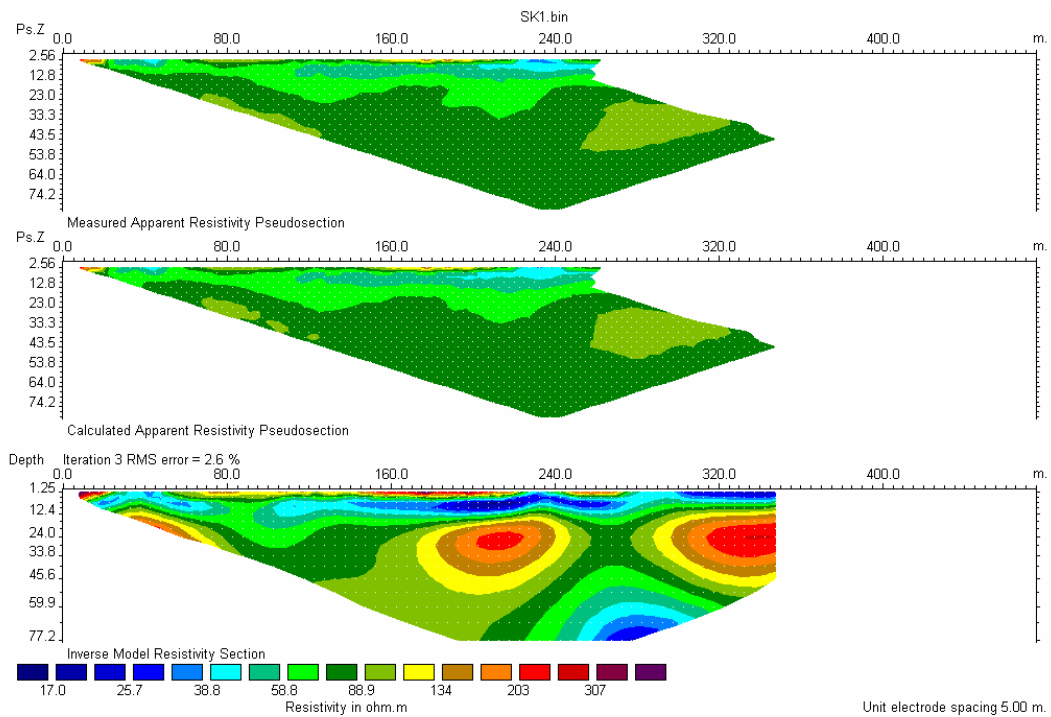 SK1.bin
Ps.Z 0.0 80.0 160.0 240.0 320.0 400.0 m.
2.56
12.8
23.0
33.3
43.5
53.8
64.0
74.2
Measured Apparent Resistivity Pseudosection
Ps.Z 0.0 80.0 160.0 240.0 320.0 400.0 m.
2.56
12.8
23.0
33.3
43.5
53.8
64.0
74.2
Calculated Apparent Resistivity Pseudosection
Depth Iteration 3 RMS error = 2.6 %
0.0 80.0 160.0 240.0 320.0 400.0 m.
1.25
12.4
24.0
33.8
45.6
59.9
77.2
Inverse Model Resistivity Section
17.0 25.7 38.8 58.8 88.9 134 203 307
Resistivity in ohm.m
Unit electrode spacing 5.00 m.